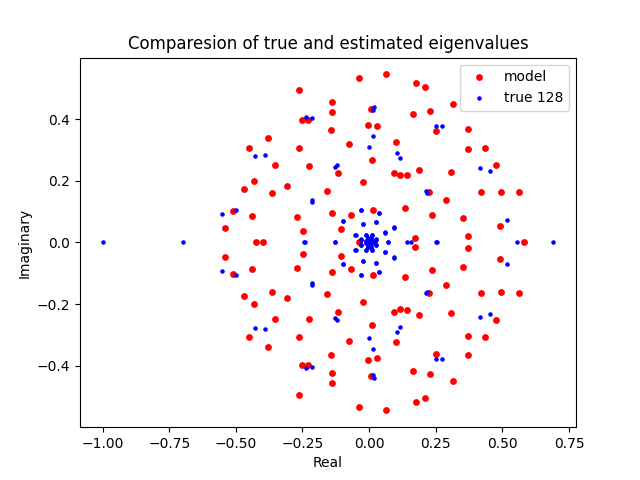 Comparesion of true and estimated eigenvalues
model
true 128
0.4
0.2
0.0
−0.2
−0.4
Imaginary
−1.00
−0.75
−0.50
−0.25
0.00
0.25
0.50
0.75
Real